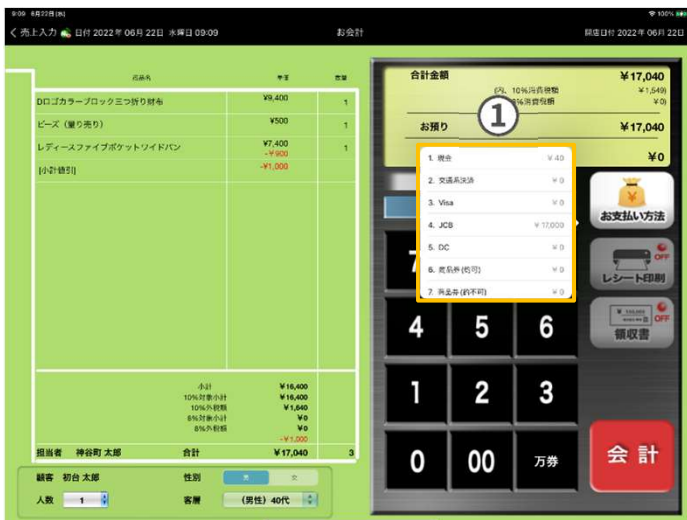 9:09 6月22日(水)
100%
く 売上入力 日付 2022年 06月 22日 水曜日 09:09
お会計
開店日付 2022年 06月 22日
商品名 単価 数量
Dロゴカラーブロック三つ折り財布 ¥9,400 1
ビーズ (量り売り) ¥500 1
レディースファイブポケットワイドパン ¥7,400 1
-¥900
[小計値引] -¥1,000
小計 ¥16,400
10%対象小計 ¥16,400
10%外税額 ¥1,640
8%対象小計 ¥0
8%外税額 ¥0
-¥1,000
担当者 神谷町 太郎 合計 ¥17,040 3
顧客 初台 太郎 性別 男 女
人数 1 客層 (男性) 40代
合計金額 ¥17,040
(内、10%消費税額 ¥1,549)
%消費税額 ¥0)
お預り ¥17,040
¥0
1
1. 現金 ¥40
2. 交通系決済 ¥0
3. Visa ¥0
4. JCB ¥17,000
5. DC ¥0
6. 商品券(釣可) ¥0
7. 商品券(釣不可) ¥0
お支払い方法
OFF
レシート印刷
OFF
領収書
7
4 5 6
1 2 3
0 00 万券
会計